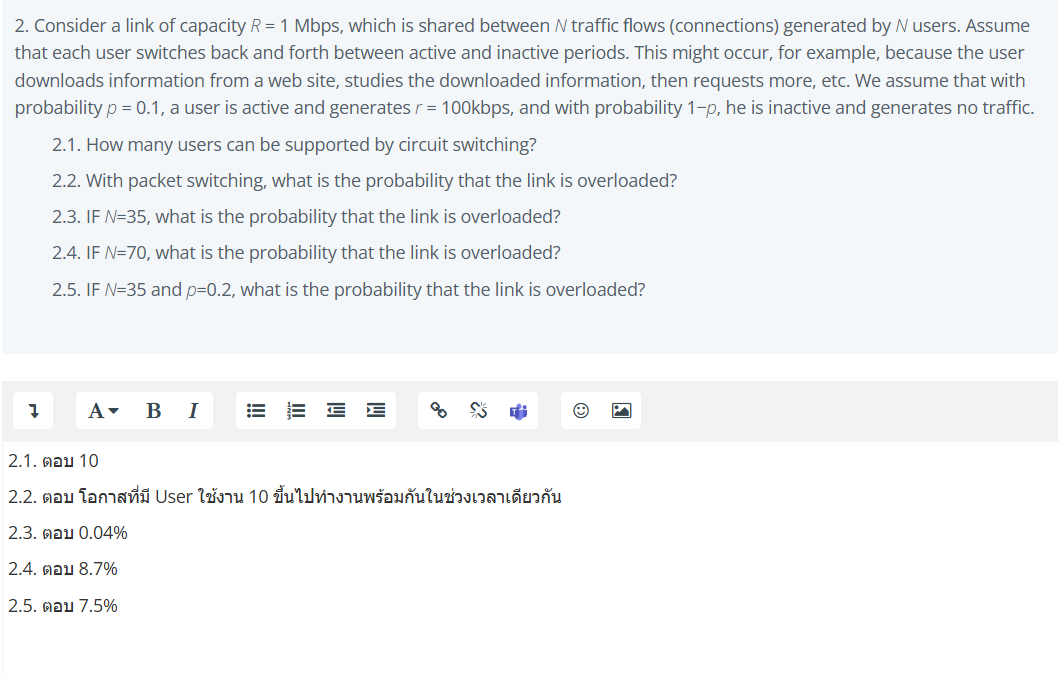 2. Consider a link of capacity R = 1 Mbps, which is shared between N traffic flows (connections) generated by N users. Assume
that each user switches back and forth between active and inactive periods. This might occur, for example, because the user
downloads information from a web site, studies the downloaded information, then requests more, etc. We assume that with
probability p = 0.1, a user is active and generates r = 100kbps, and with probability 1−p, he is inactive and generates no traffic.
2.1. How many users can be supported by circuit switching?
2.2. With packet switching, what is the probability that the link is overloaded?
2.3. IF N=35, what is the probability that the link is overloaded?
2.4. IF N=70, what is the probability that the link is overloaded?
2.5. IF N=35 and p=0.2, what is the probability that the link is overloaded?
A B I
2.1. ตอบ 10
2.2. ตอบ โอกาสที่มี User ใช้งาน 10 ขึ้นไปทำงานพร้อมกันในช่วงเวลาเดียวกัน
2.3. ตอบ 0.04%
2.4. ตอบ 8.7%
2.5. ตอบ 7.5%